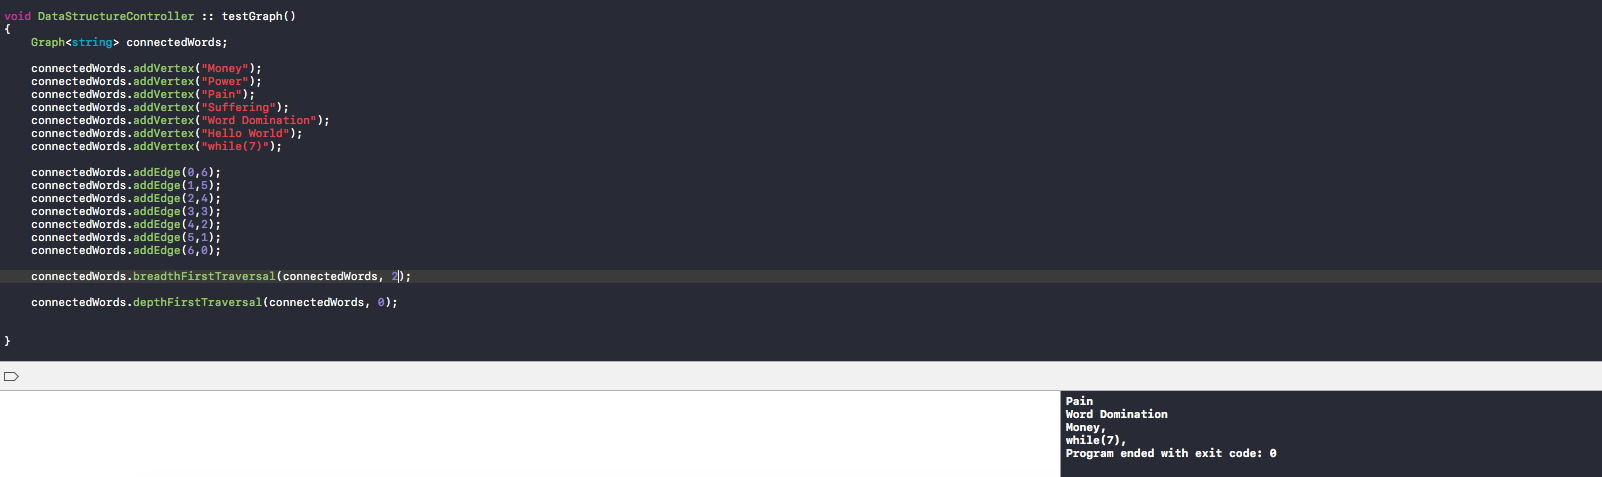 void DataStructureController :: testGraph()
{
    Graph<string> connectedWords;
    connectedWords.addVertex("Money");
    connectedWords.addVertex("Power");
    connectedWords.addVertex("Pain");
    connectedWords.addVertex("Suffering");
    connectedWords.addVertex("Word Domination");
    connectedWords.addVertex("Hello World");
    connectedWords.addVertex("while(7)");
    connectedWords.addEdge(0,6);
    connectedWords.addEdge(1,5);
    connectedWords.addEdge(2,4);
    connectedWords.addEdge(3,3);
    connectedWords.addEdge(4,2);
    connectedWords.addEdge(5,1);
    connectedWords.addEdge(6,0);
    connectedWords.breadthFirstTraversal(connectedWords, 2);
    connectedWords.depthFirstTraversal(connectedWords, 0);
}
Pain
Word Domination
Money,
while(7),
Program ended with exit code: 0